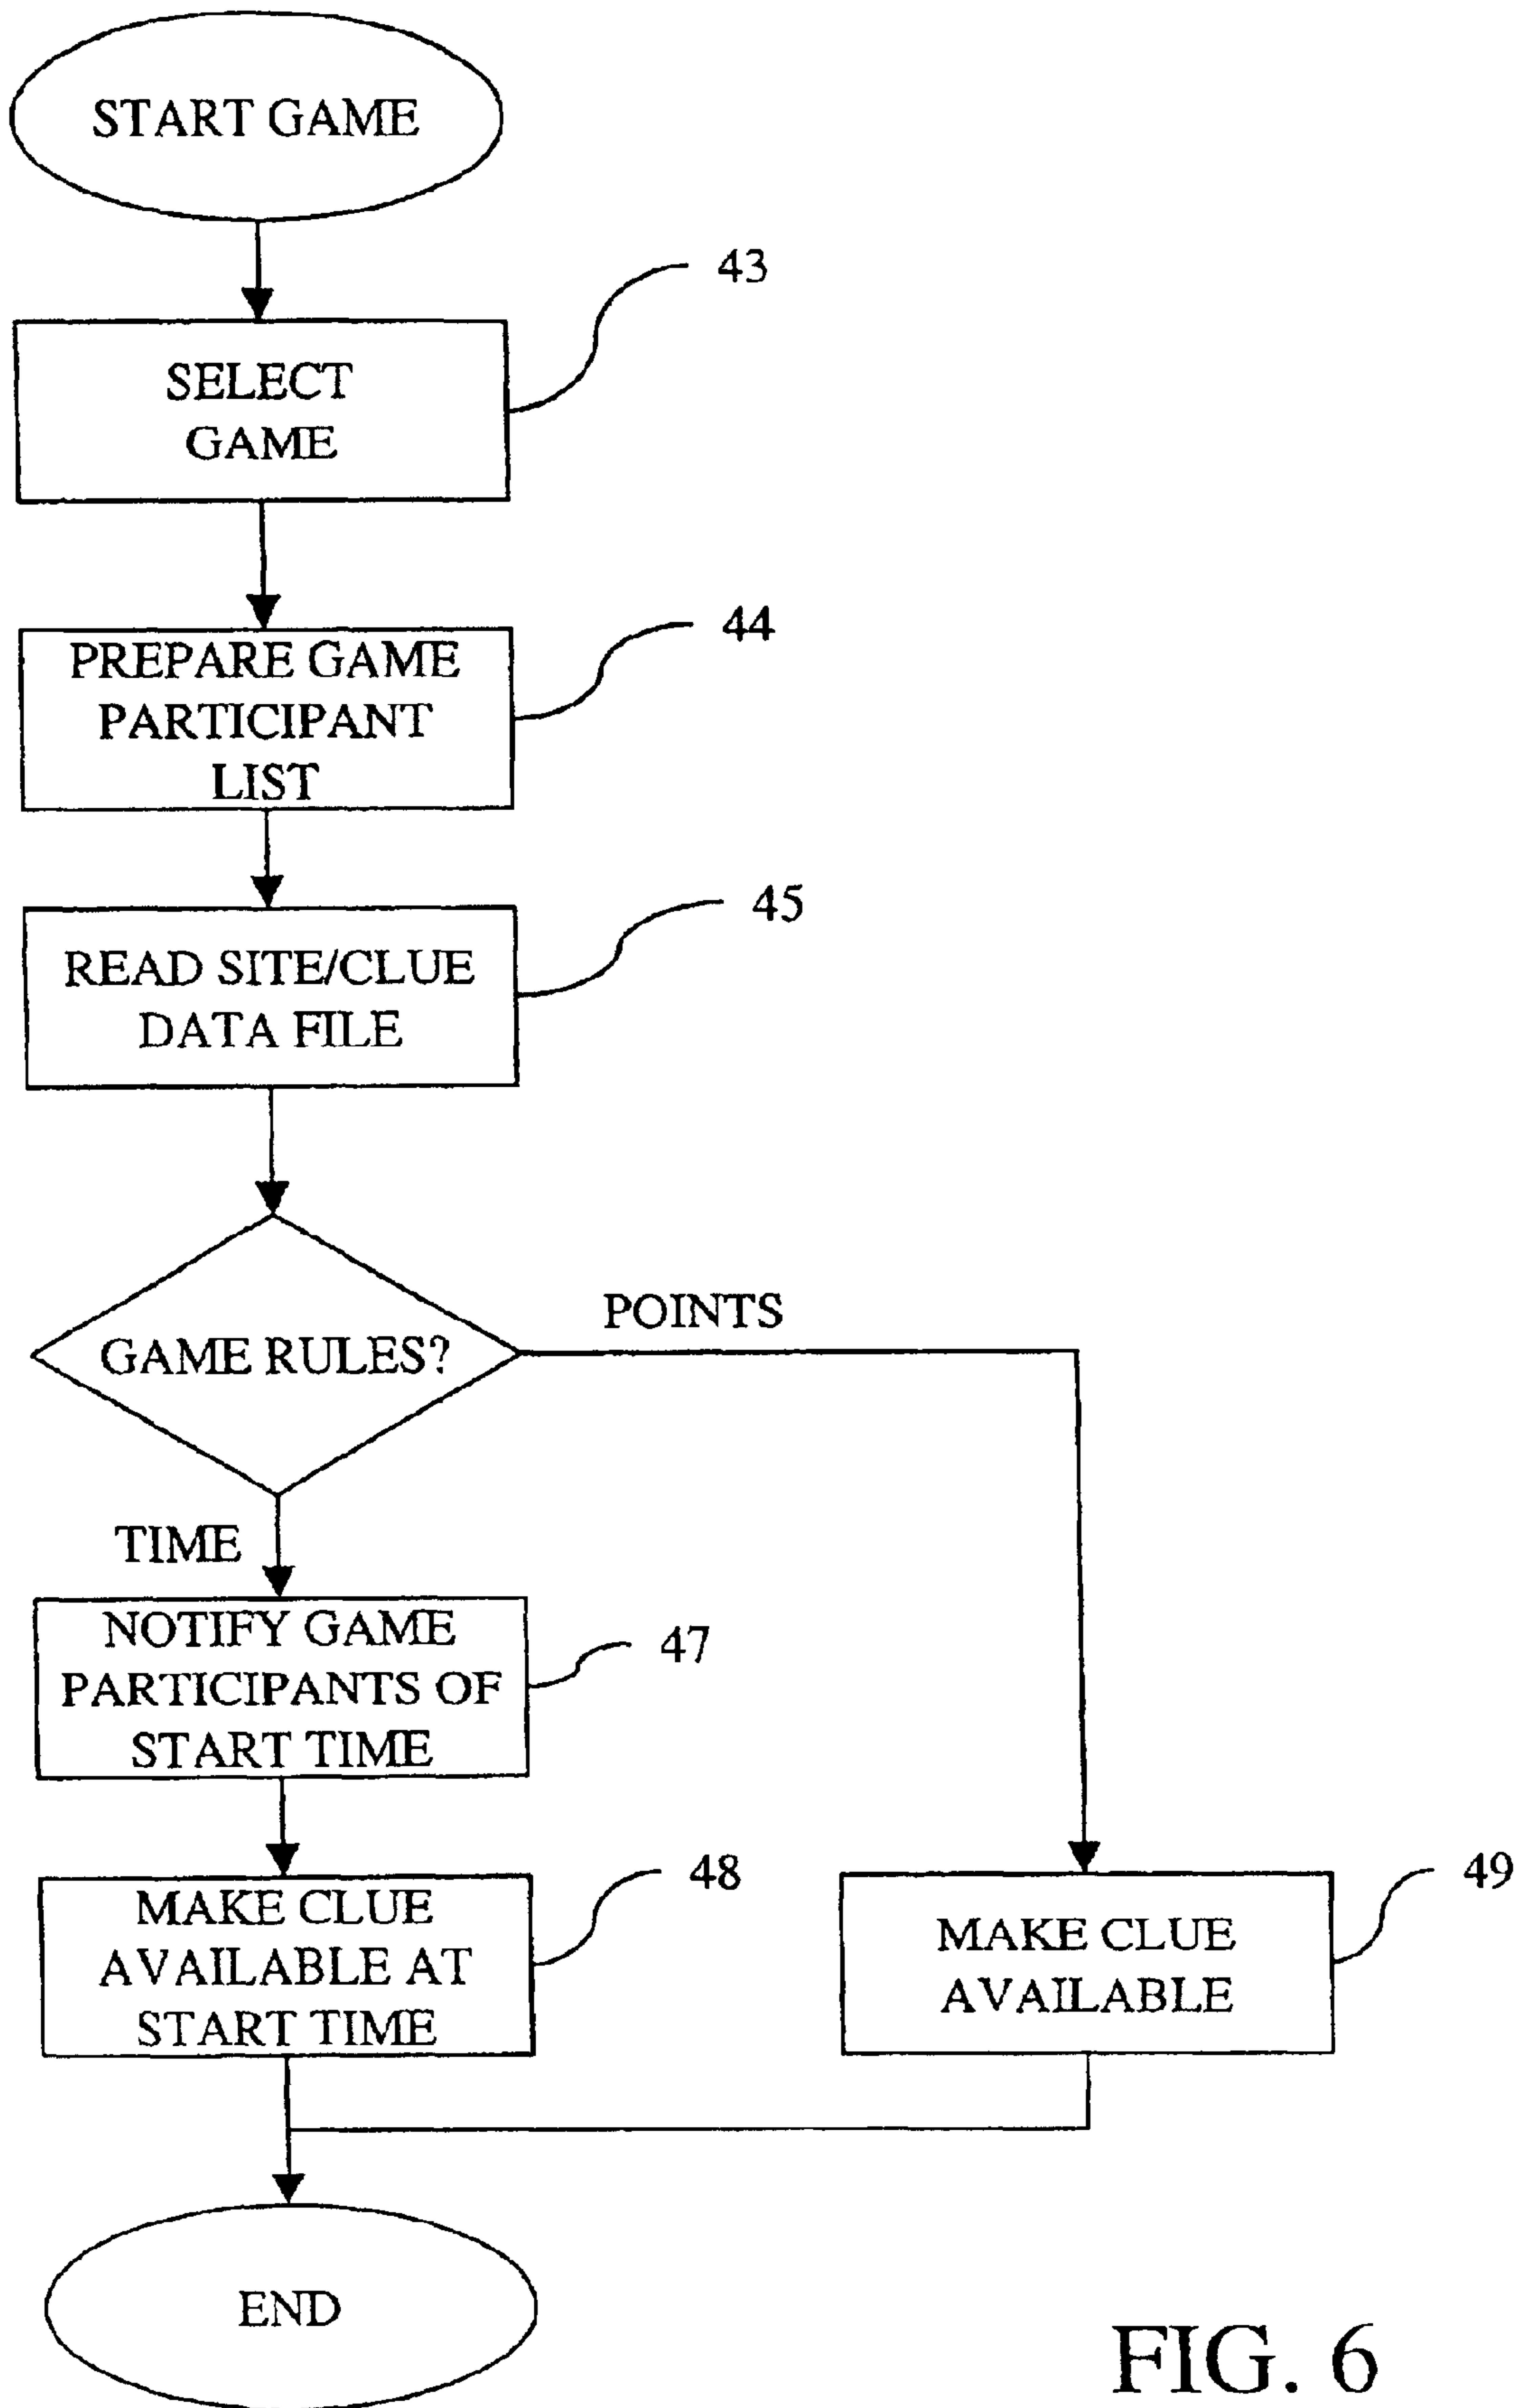 START GAME
43
SELECT
GAME
44
PREPARE GAME
PARTICIPANT
LIST
45
READ SITE/CLUE
DATA FILE
POINTS
GAME RULES?
TIME
NOTIFY GAME
PARTICIPANTS OF
START TIME
47
MAKE CLUE
AVAILABLE AT
START TIME
48
MAKE CLUE
AVAILABLE
49
END
FIG. 6